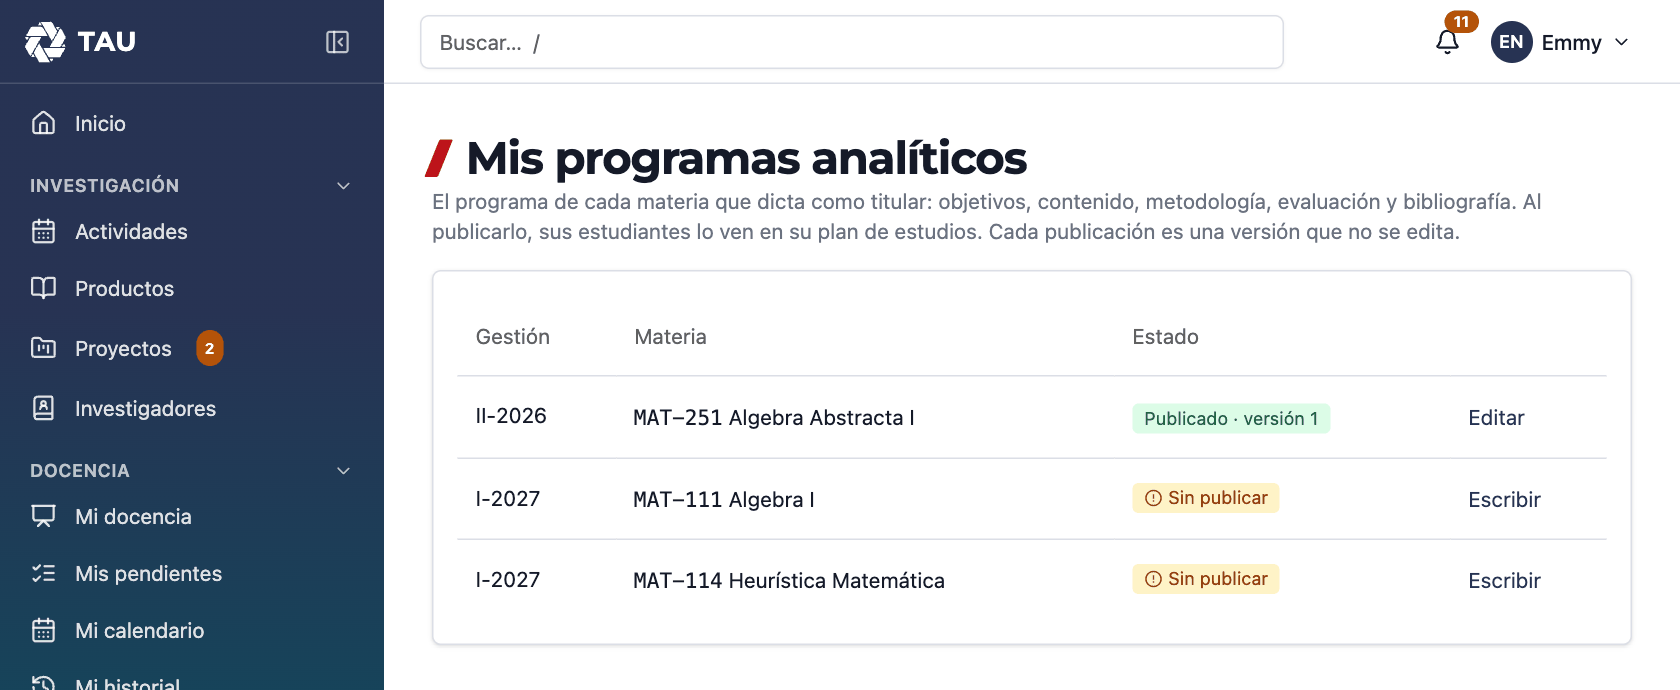 TAU
Buscar... /
11
EN Emmy
Inicio
INVESTIGACIÓN
Actividades
Productos
Proyectos 2
Investigadores
DOCENCIA
Mi docencia
Mis pendientes
Mi calendario
Mi historial
Mis programas analíticos
El programa de cada materia que dicta como titular: objetivos, contenido, metodología, evaluación y bibliografía. Al
publicarlo, sus estudiantes lo ven en su plan de estudios. Cada publicación es una versión que no se edita.
Gestión Materia Estado
II-2026 MAT–251 Algebra Abstracta I Publicado · versión 1 Editar
I-2027 MAT–111 Algebra I Sin publicar Escribir
I-2027 MAT–114 Heurística Matemática Sin publicar Escribir